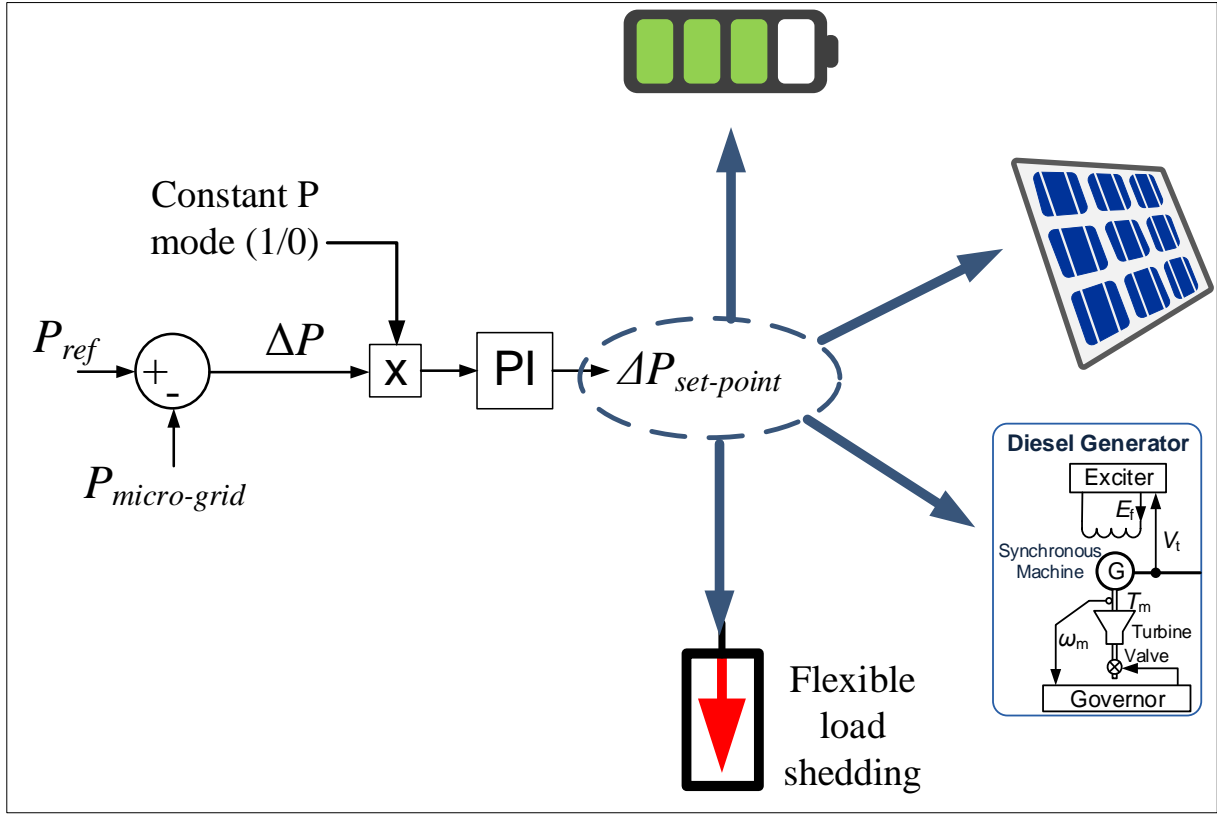 Constant P
mode (1/0)
P_ref
ΔP
+
-
x
PI
ΔP_set-point
P_micro-grid
Diesel Generator
Exciter
E_f
V_t
Synchronous
Machine
G
T_m
Turbine
ω_m
Valve
Governor
Flexible
load
shedding